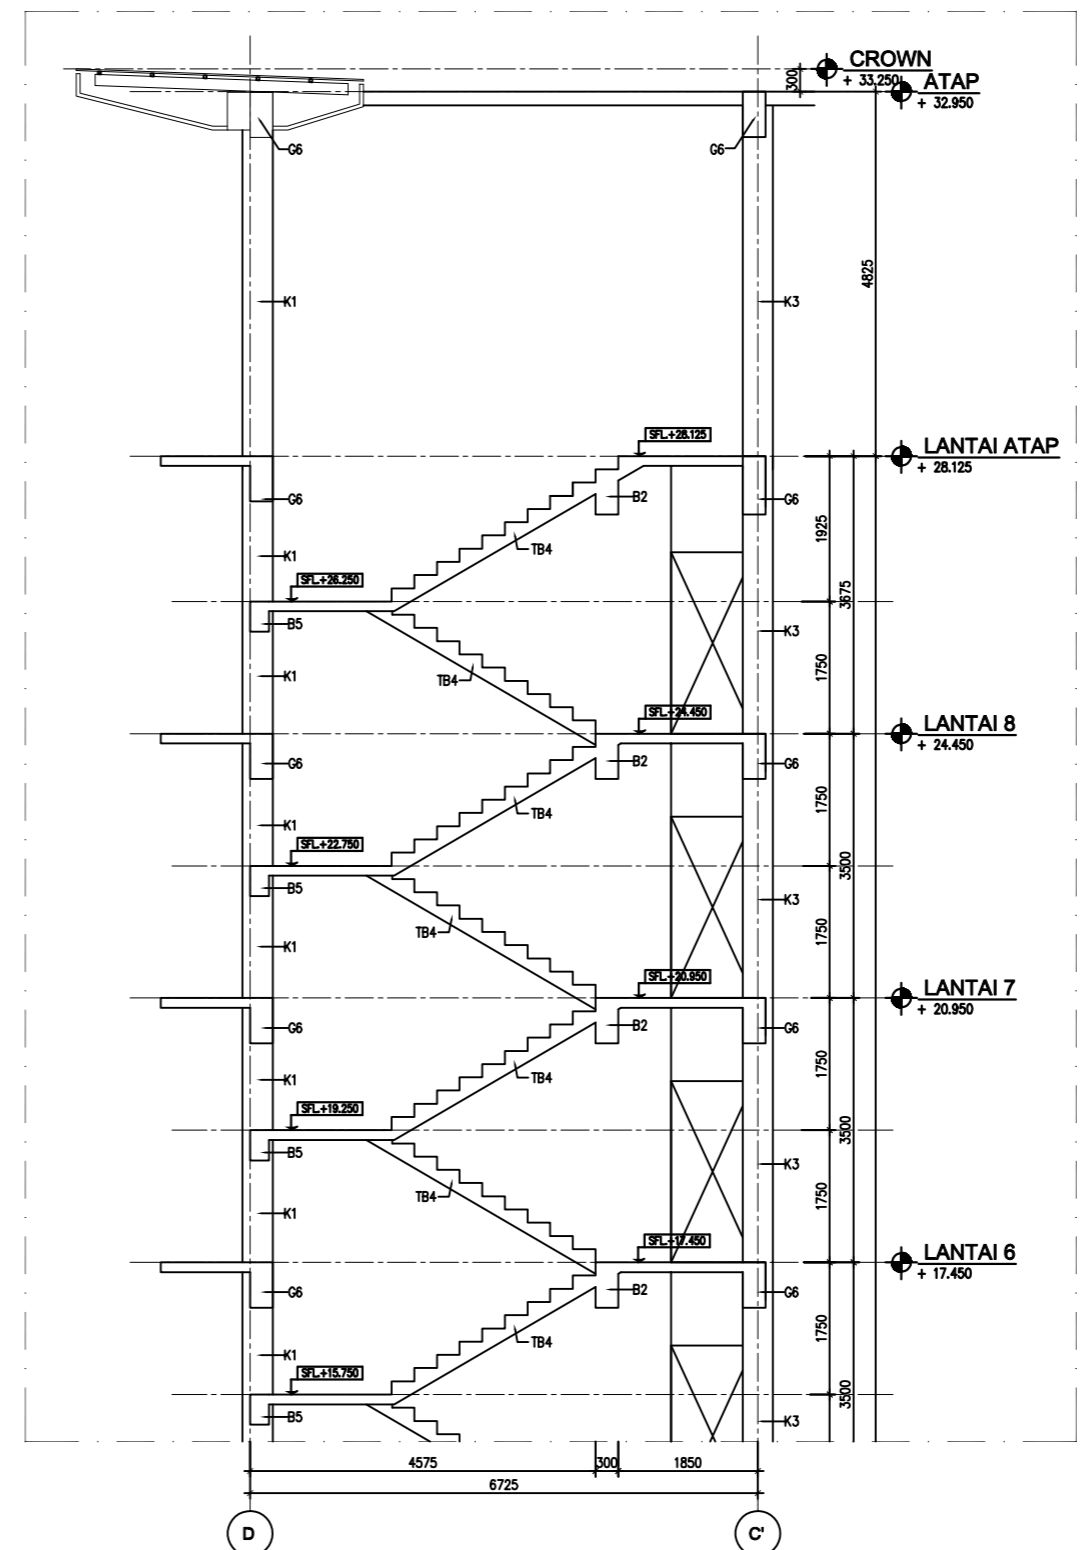 CROWN
+ 33.250
300
ATAP
+ 32.950
G6
G6
4825
K1
K3
SFL.+28.125
LANTAI ATAP
+ 28.125
G6
B2
G6
1925
TB4
K1
SFL.+26.250
3675
B5
K3
K1
TB4
1750
SFL.+24.450
LANTAI 8
+ 24.450
G6
B2
G6
1750
TB4
K1
SFL.+22.750
3500
B5
K3
TB4
K1
1750
SFL.+20.950
LANTAI 7
+ 20.950
G6
B2
G6
1750
TB4
K1
SFL.+19.250
3500
B5
K3
TB4
K1
1750
SFL.+17.450
LANTAI 6
+ 17.450
G6
B2
G6
1750
TB4
K1
SFL.+15.750
3500
B5
K3
4575
300
1850
6725
D
C'